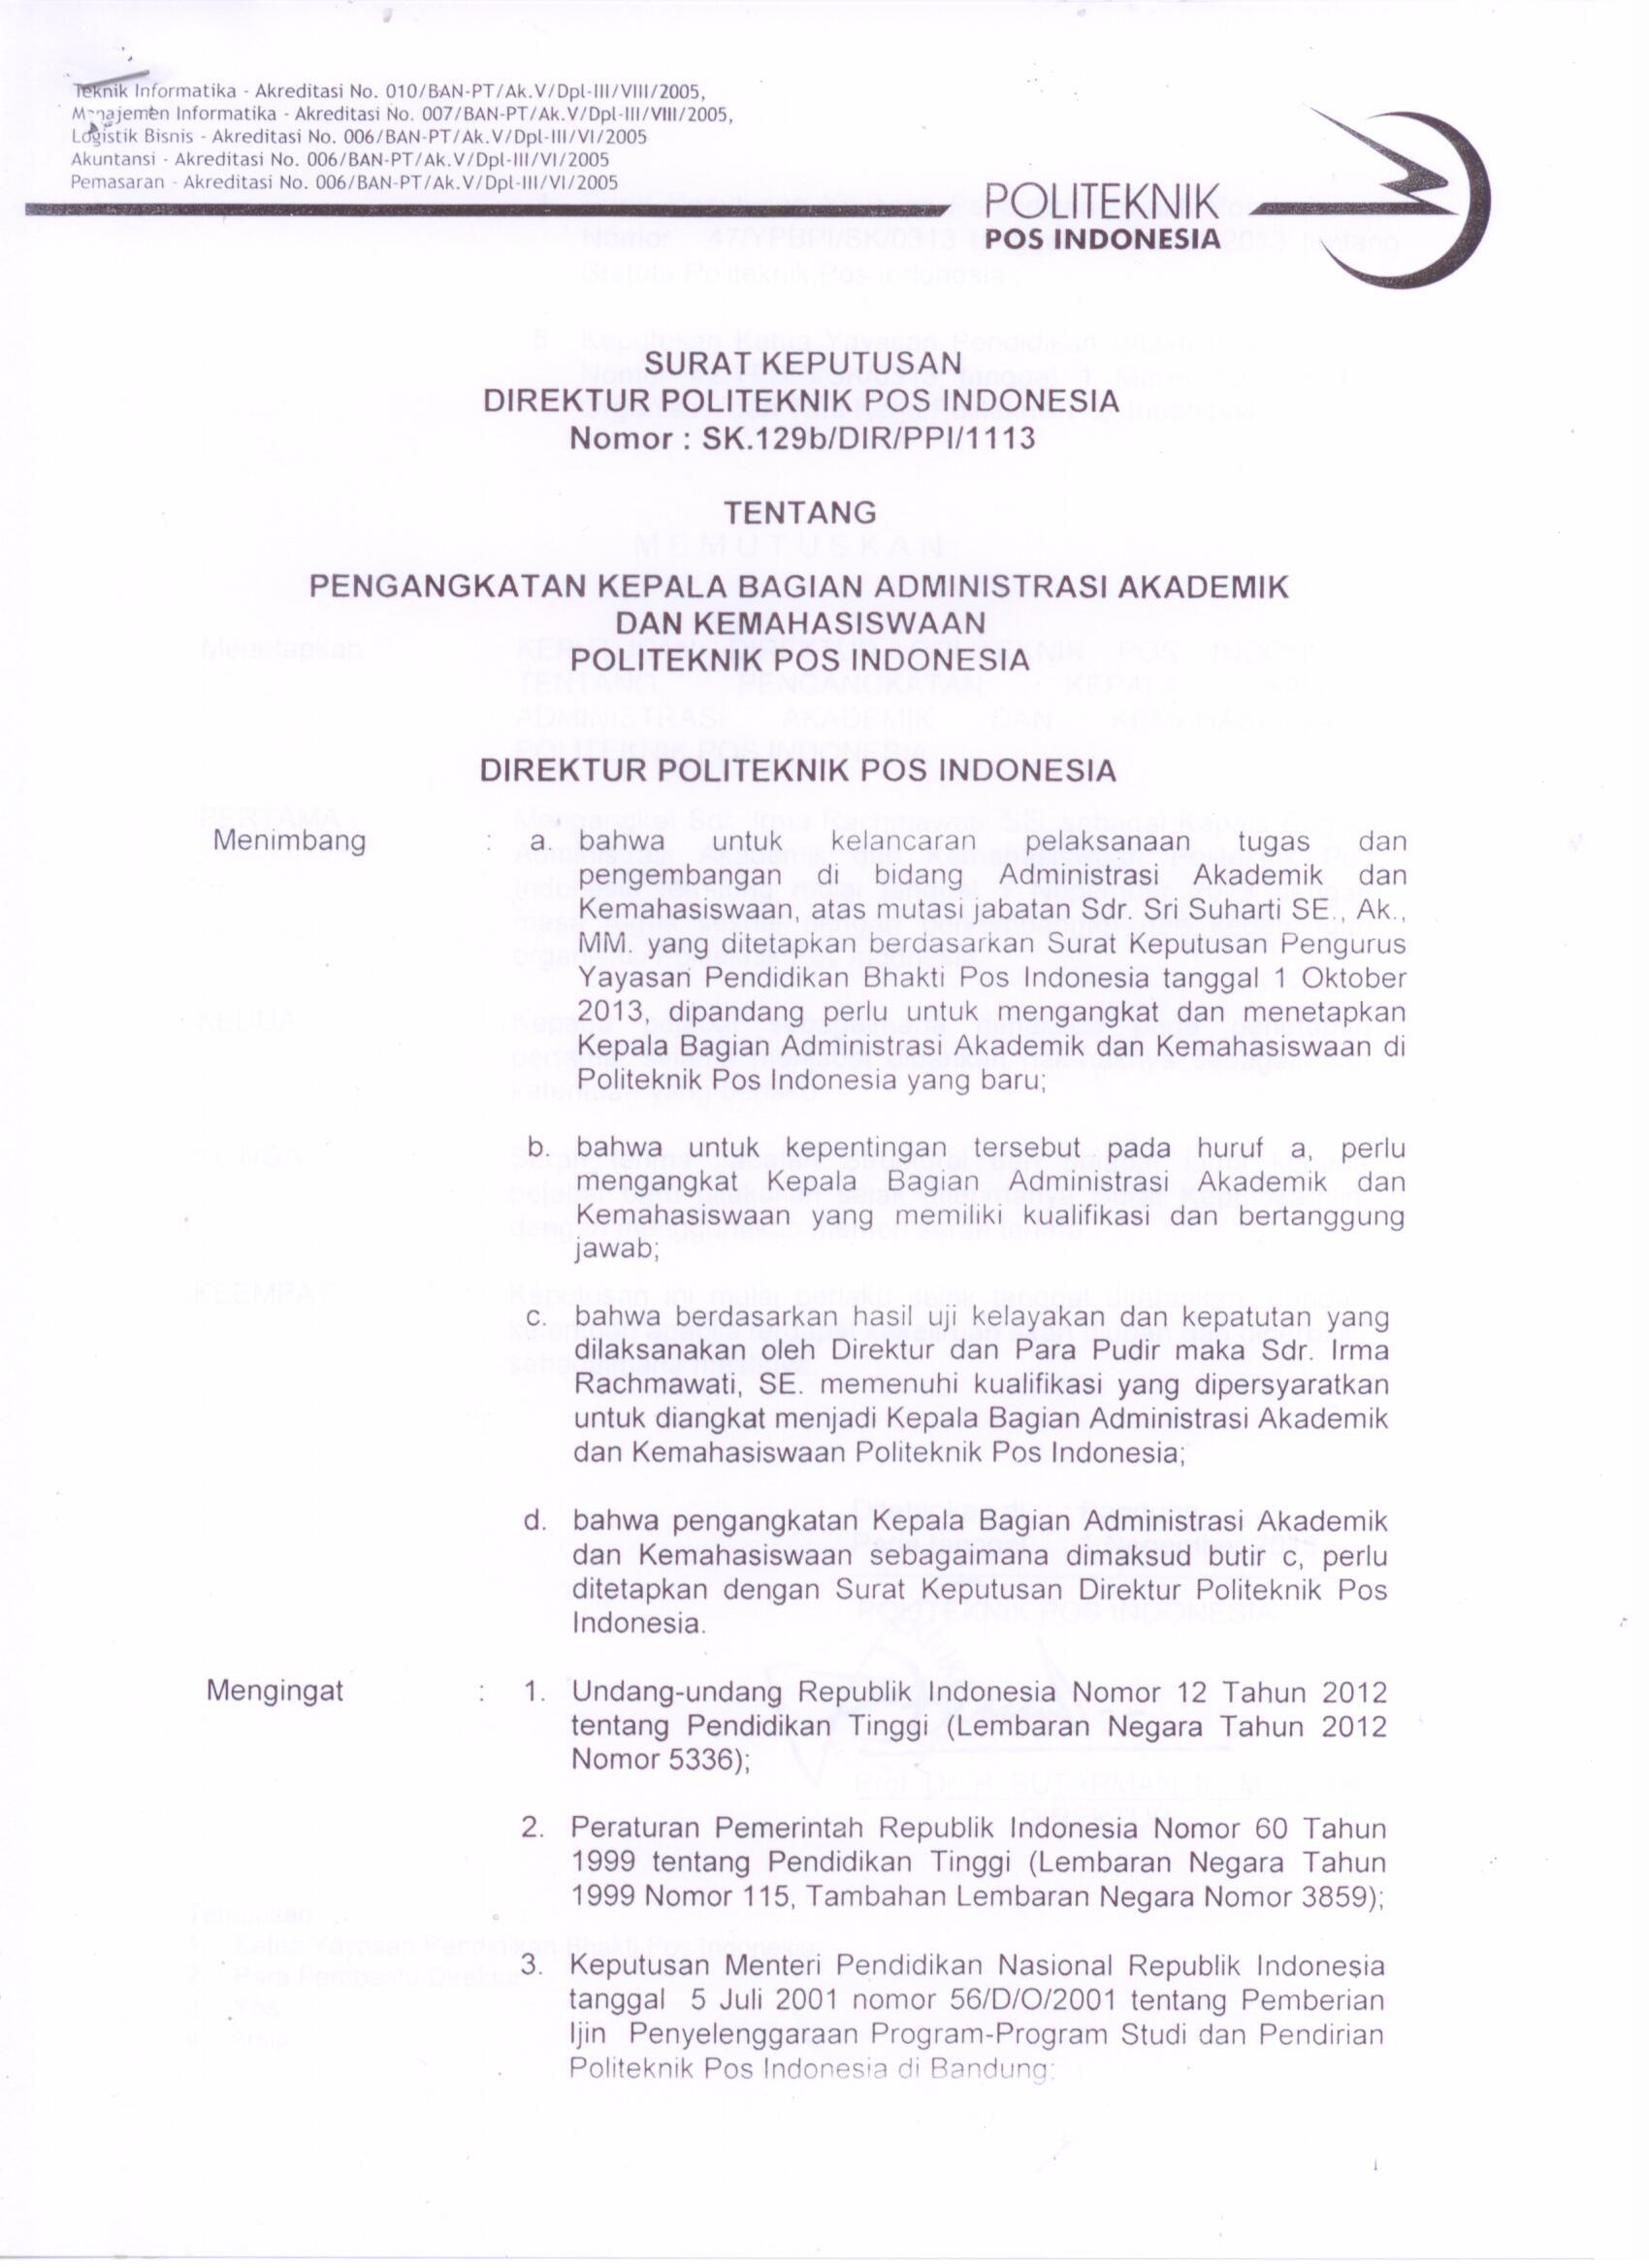 Teknik Informatika - Akreditasi No. 010/BAN-PT/Ak.V/Dpl-III/VIII/2005,
Manajemen Informatika - Akreditasi No. 007/BAN-PT/Ak.V/Dpl-III/VIII/2005,
Logistik Bisnis - Akreditasi No. 006/BAN-PT/Ak.V/Dpl-III/VI/2005
Akuntansi - Akreditasi No. 006/BAN-PT/Ak.V/Dpl-III/VI/2005
Pemasaran - Akreditasi No. 006/BAN-PT/Ak.V/Dpl-III/VI/2005
POLITEKNIK
POS INDONESIA
SURAT KEPUTUSAN
DIREKTUR POLITEKNIK POS INDONESIA
Nomor : SK.129b/DIR/PPI/1113
TENTANG
PENGANGKATAN KEPALA BAGIAN ADMINISTRASI AKADEMIK
DAN KEMAHASISWAAN
POLITEKNIK POS INDONESIA
DIREKTUR POLITEKNIK POS INDONESIA
Menimbang : a. bahwa untuk kelancaran pelaksanaan tugas dan
pengembangan di bidang Administrasi Akademik dan
Kemahasiswaan, atas mutasi jabatan Sdr. Sri Suharti SE., Ak.,
MM. yang ditetapkan berdasarkan Surat Keputusan Pengurus
Yayasan Pendidikan Bhakti Pos Indonesia tanggal 1 Oktober
2013, dipandang perlu untuk mengangkat dan menetapkan
Kepala Bagian Administrasi Akademik dan Kemahasiswaan di
Politeknik Pos Indonesia yang baru;
b. bahwa untuk kepentingan tersebut pada huruf a, perlu
mengangkat Kepala Bagian Administrasi Akademik dan
Kemahasiswaan yang memiliki kualifikasi dan bertanggung
jawab;
c. bahwa berdasarkan hasil uji kelayakan dan kepatutan yang
dilaksanakan oleh Direktur dan Para Pudir maka Sdr. Irma
Rachmawati, SE. memenuhi kualifikasi yang dipersyaratkan
untuk diangkat menjadi Kepala Bagian Administrasi Akademik
dan Kemahasiswaan Politeknik Pos Indonesia;
d. bahwa pengangkatan Kepala Bagian Administrasi Akademik
dan Kemahasiswaan sebagaimana dimaksud butir c, perlu
ditetapkan dengan Surat Keputusan Direktur Politeknik Pos
Indonesia.
Mengingat : 1. Undang-undang Republik Indonesia Nomor 12 Tahun 2012
tentang Pendidikan Tinggi (Lembaran Negara Tahun 2012
Nomor 5336);
2. Peraturan Pemerintah Republik Indonesia Nomor 60 Tahun
1999 tentang Pendidikan Tinggi (Lembaran Negara Tahun
1999 Nomor 115, Tambahan Lembaran Negara Nomor 3859);
3. Keputusan Menteri Pendidikan Nasional Republik Indonesia
tanggal 5 Juli 2001 nomor 56/D/O/2001 tentang Pemberian
Ijin Penyelenggaraan Program-Program Studi dan Pendirian
Politeknik Pos Indonesia di Bandung;